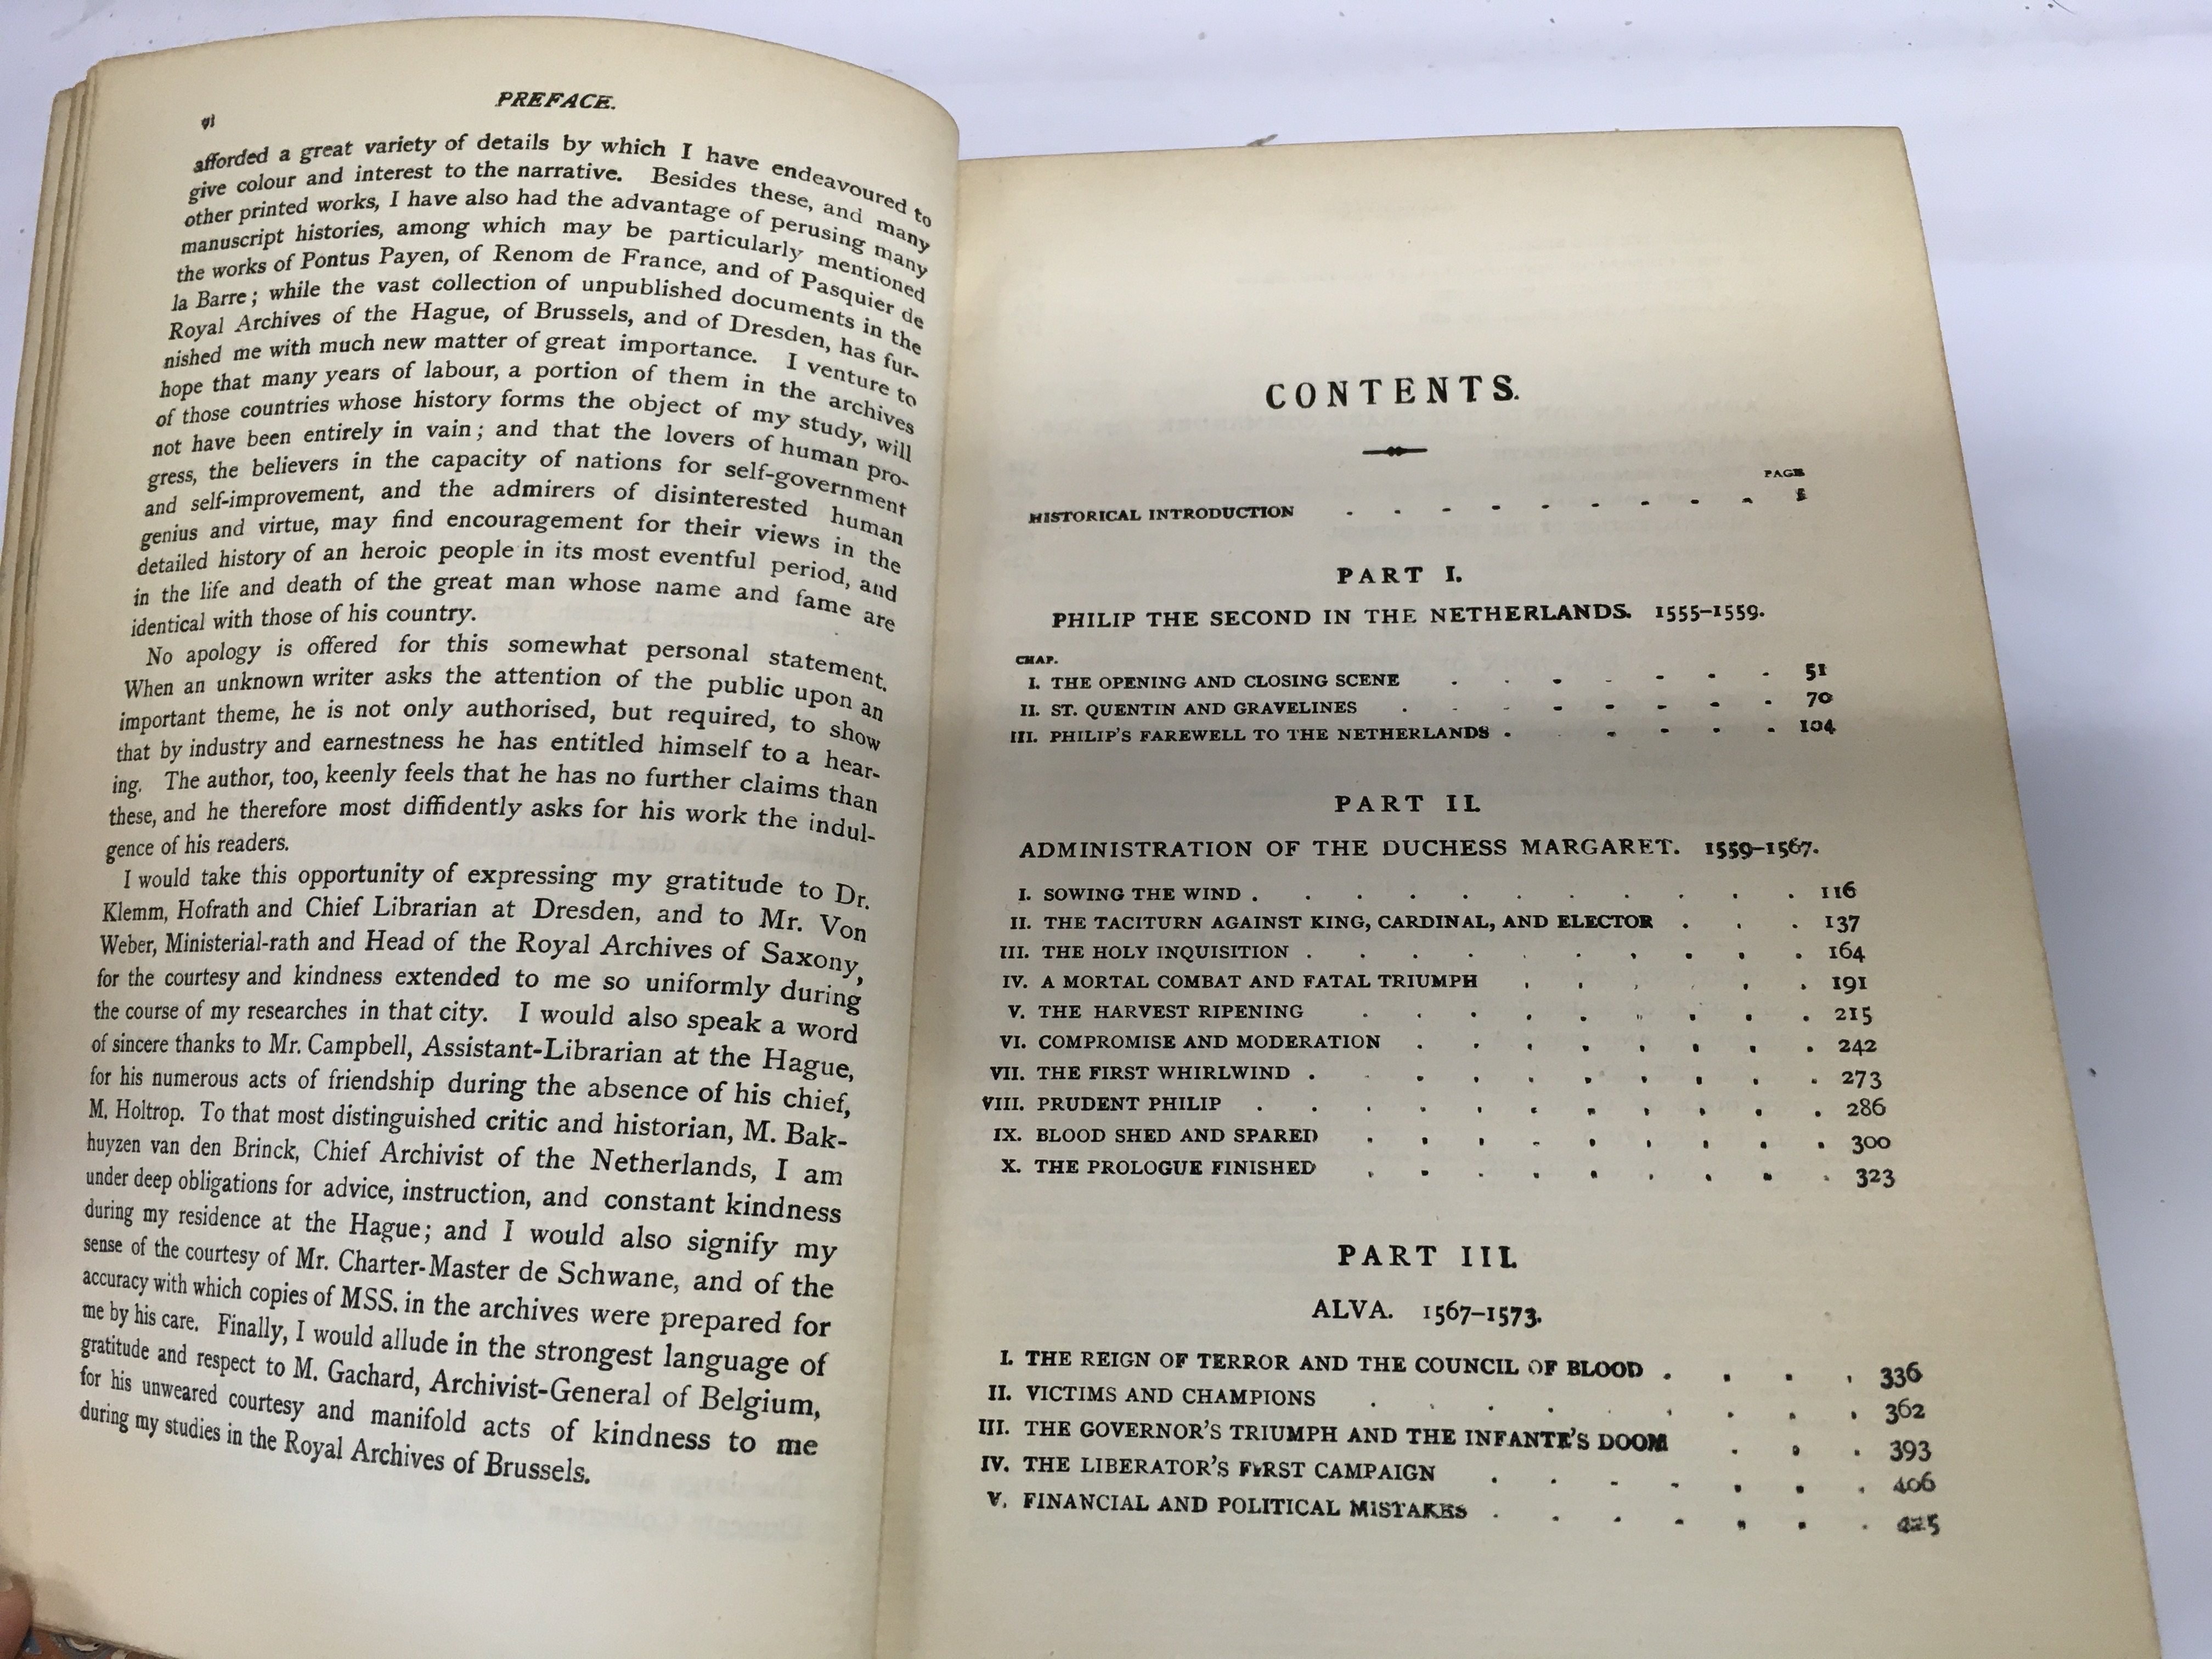 vi
PREFACE.
afforded a great variety of details by which I have endeavoured to
give colour and interest to the narrative. Besides these, and many
other printed works, I have also had the advantage of perusing many
manuscript histories, among which may be particularly mentioned
the works of Pontus Payen, of Renom de France, and of Pasquier de
la Barre; while the vast collection of unpublished documents in the
Royal Archives of the Hague, of Brussels, and of Dresden, has fur-
nished me with much new matter of great importance. I venture to
hope that many years of labour, a portion of them in the archives
of those countries whose history forms the object of my study, will
not have been entirely in vain; and that the lovers of human pro-
gress, the believers in the capacity of nations for self-government
and self-improvement, and the admirers of disinterested human
genius and virtue, may find encouragement for their views in the
detailed history of an heroic people in its most eventful period, and
in the life and death of the great man whose name and fame are
identical with those of his country.
No apology is offered for this somewhat personal statement.
When an unknown writer asks the attention of the public upon an
important theme, he is not only authorised, but required, to show
that by industry and earnestness he has entitled himself to a hear-
ing. The author, too, keenly feels that he has no further claims than
these, and he therefore most diffidently asks for his work the indul-
gence of his readers.
I would take this opportunity of expressing my gratitude to Dr.
Klemm, Hofrath and Chief Librarian at Dresden, and to Mr. Von
Weber, Ministerial-rath and Head of the Royal Archives of Saxony,
for the courtesy and kindness extended to me so uniformly during
the course of my researches in that city. I would also speak a word
of sincere thanks to Mr. Campbell, Assistant-Librarian at the Hague,
for his numerous acts of friendship during the absence of his chief,
M. Holtrop. To that most distinguished critic and historian, M. Bak-
huyzen van den Brinck, Chief Archivist of the Netherlands, I am
under deep obligations for advice, instruction, and constant kindness
during my residence at the Hague; and I would also signify my
sense of the courtesy of Mr. Charter-Master de Schwane, and of the
accuracy with which copies of MSS. in the archives were prepared for
me by his care. Finally, I would allude in the strongest language of
gratitude and respect to M. Gachard, Archivist-General of Belgium,
for his unweared courtesy and manifold acts of kindness to me
during my studies in the Royal Archives of Brussels.
CONTENTS.
PAGE
HISTORICAL INTRODUCTION - - - - - - - - - 1
PART I.
PHILIP THE SECOND IN THE NETHERLANDS. 1555-1559.
CHAP.
I. THE OPENING AND CLOSING SCENE - - - - - - - 51
II. ST. QUENTIN AND GRAVELINES - - - - - - - - 70
III. PHILIP'S FAREWELL TO THE NETHERLANDS - - - - - 104
PART II.
ADMINISTRATION OF THE DUCHESS MARGARET. 1559-1567.
I. SOWING THE WIND . . . . . . . . . . . 116
II. THE TACITURN AGAINST KING, CARDINAL, AND ELECTOR . . . 137
III. THE HOLY INQUISITION . . . . . . . . . . 164
IV. A MORTAL COMBAT AND FATAL TRIUMPH . . . . . . 191
V. THE HARVEST RIPENING . . . . . . . . . 215
VI. COMPROMISE AND MODERATION . . . . . . . . 242
VII. THE FIRST WHIRLWIND . . . . . . . . . . 273
VIII. PRUDENT PHILIP . . . . . . . . . . . 286
IX. BLOOD SHED AND SPARED . . . . . . . . . 300
X. THE PROLOGUE FINISHED . . . . . . . . . 323
PART III.
ALVA. 1567-1573.
I. THE REIGN OF TERROR AND THE COUNCIL OF BLOOD . . . . 336
II. VICTIMS AND CHAMPIONS . . . . . . . . . 362
III. THE GOVERNOR'S TRIUMPH AND THE INFANTE'S DOOM . . . 393
IV. THE LIBERATOR'S FIRST CAMPAIGN . . . . . . . 406
V. FINANCIAL AND POLITICAL MISTAKES . . . . . . . 425